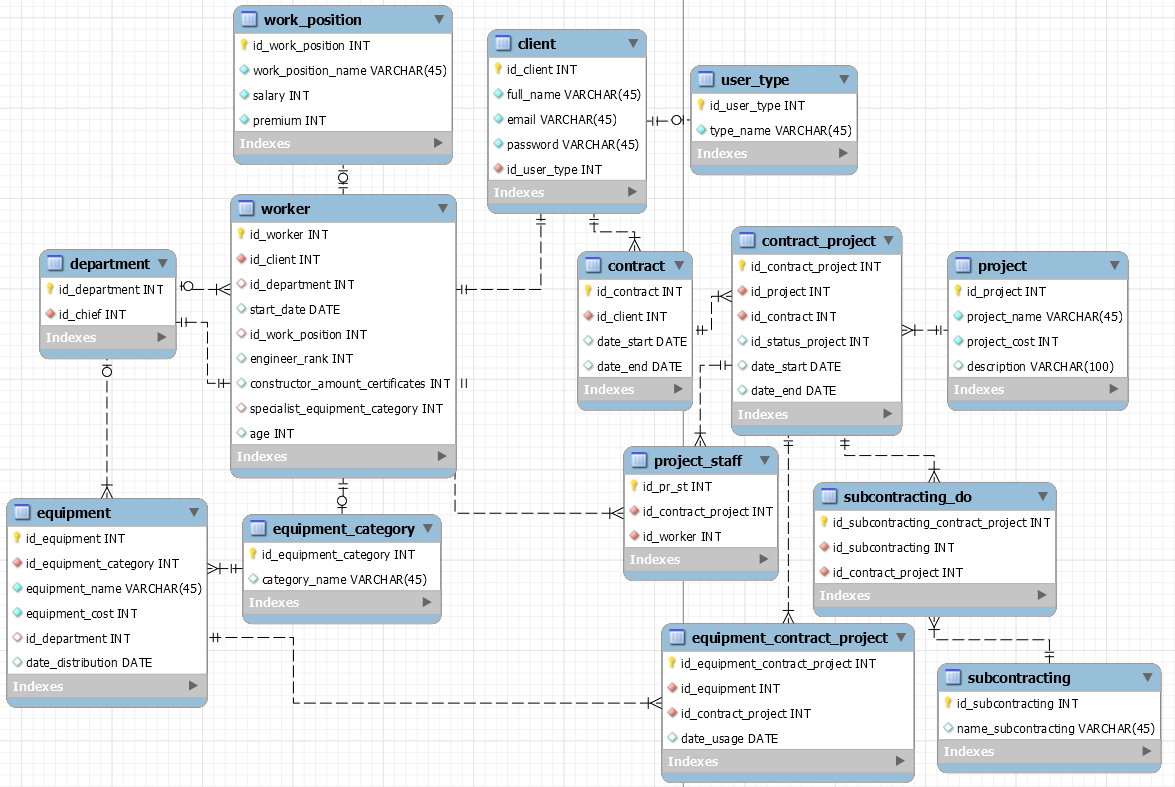 work_position
id_work_position INT
work_position_name VARCHAR(45)
salary INT
premium INT
Indexes
client
id_client INT
full_name VARCHAR(45)
email VARCHAR(45)
password VARCHAR(45)
id_user_type INT
Indexes
user_type
id_user_type INT
type_name VARCHAR(45)
Indexes
worker
id_worker INT
id_client INT
id_department INT
start_date DATE
id_work_position INT
engineer_rank INT
constructor_amount_certificates INT
specialist_equipment_category INT
age INT
Indexes
department
id_department INT
id_chief INT
Indexes
contract
id_contract INT
id_client INT
date_start DATE
date_end DATE
Indexes
contract_project
id_contract_project INT
id_project INT
id_contract INT
id_status_project INT
date_start DATE
date_end DATE
Indexes
project
id_project INT
project_name VARCHAR(45)
project_cost INT
description VARCHAR(100)
Indexes
project_staff
id_pr_st INT
id_contract_project INT
id_worker INT
Indexes
subcontracting_do
id_subcontracting_contract_project INT
id_subcontracting INT
id_contract_project INT
Indexes
equipment
id_equipment INT
id_equipment_category INT
equipment_name VARCHAR(45)
equipment_cost INT
id_department INT
date_distribution DATE
Indexes
equipment_category
id_equipment_category INT
category_name VARCHAR(45)
Indexes
equipment_contract_project
id_equipment_contract_project INT
id_equipment INT
id_contract_project INT
date_usage DATE
Indexes
subcontracting
id_subcontracting INT
name_subcontracting VARCHAR(45)
Indexes